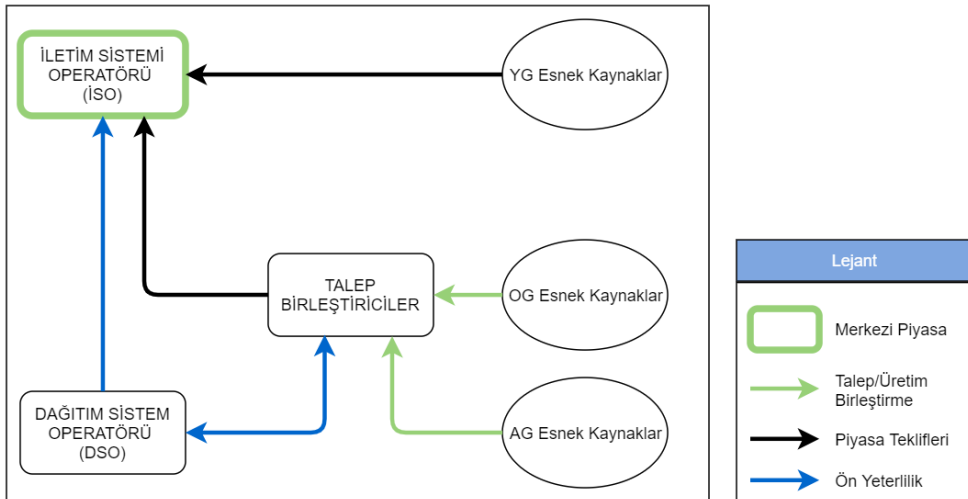 İLETİM SİSTEMİ
OPERATÖRÜ
(İSO)
YG Esnek Kaynaklar
TALEP
BİRLEŞTİRİCİLER
OG Esnek Kaynaklar
DAĞITIM SİSTEM
OPERATÖRÜ
(DSO)
AG Esnek Kaynaklar
Lejant
Merkezi Piyasa
Talep/Üretim
Birleştirme
Piyasa Teklifleri
Ön Yeterlilik